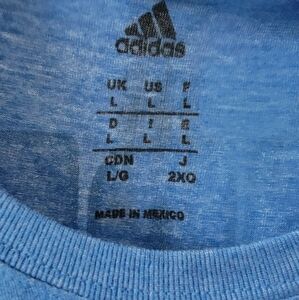 adidas
UK US F
L L L
D I E
L L L
CDN J
L/G 2XO
MADE IN MEXICO